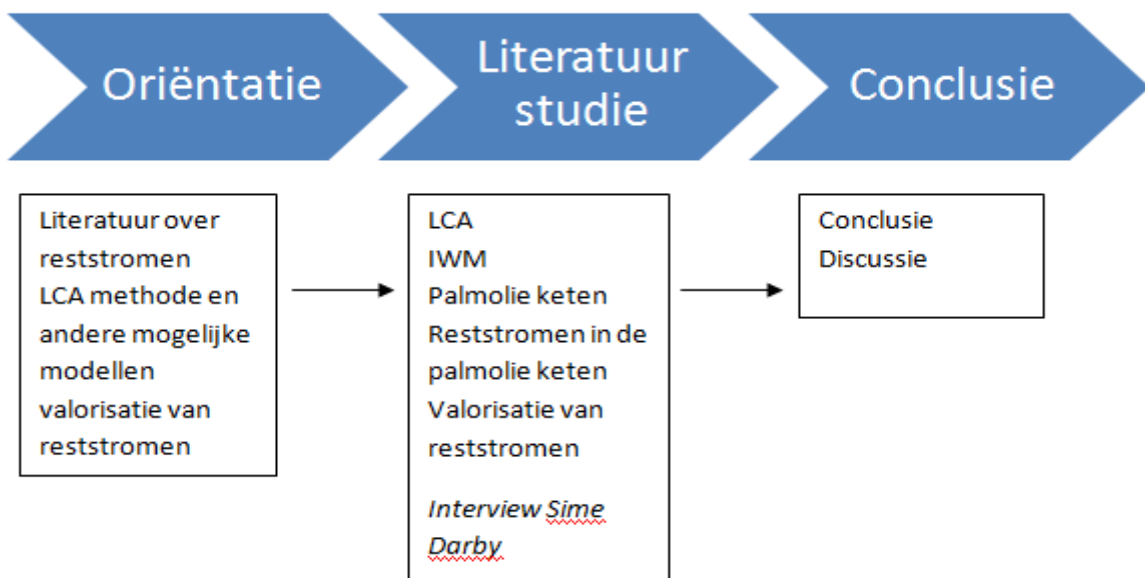 Oriëntatie
Literatuur
studie
Conclusie
Literatuur over
reststromen
LCA methode en
andere mogelijke
modellen
valorisatie van
reststromen
LCA
IWM
Palmolie keten
Reststromen in de
palmolie keten
Valorisatie van
reststromen
Interview Sime
Darby
Conclusie
Discussie